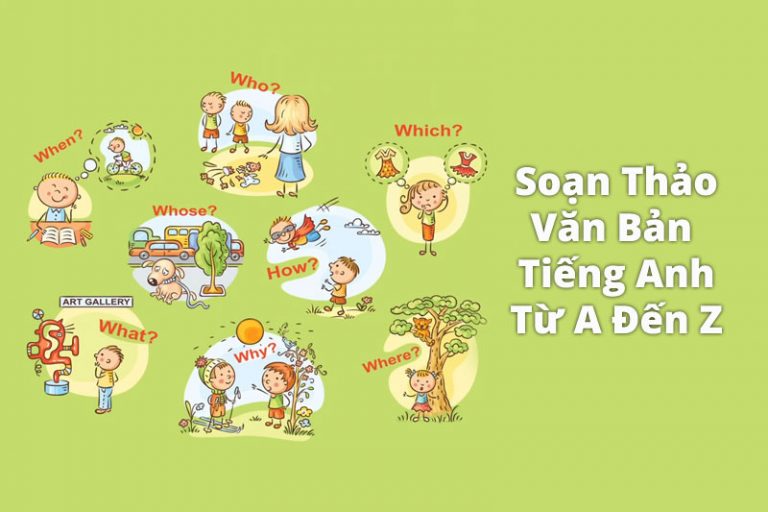 Who?
When?
Which?
Whose?
How?
ART GALLERY
What?
Why?
Where?
Soạn Thảo
Văn Bản
Tiếng Anh
Từ A Đến Z